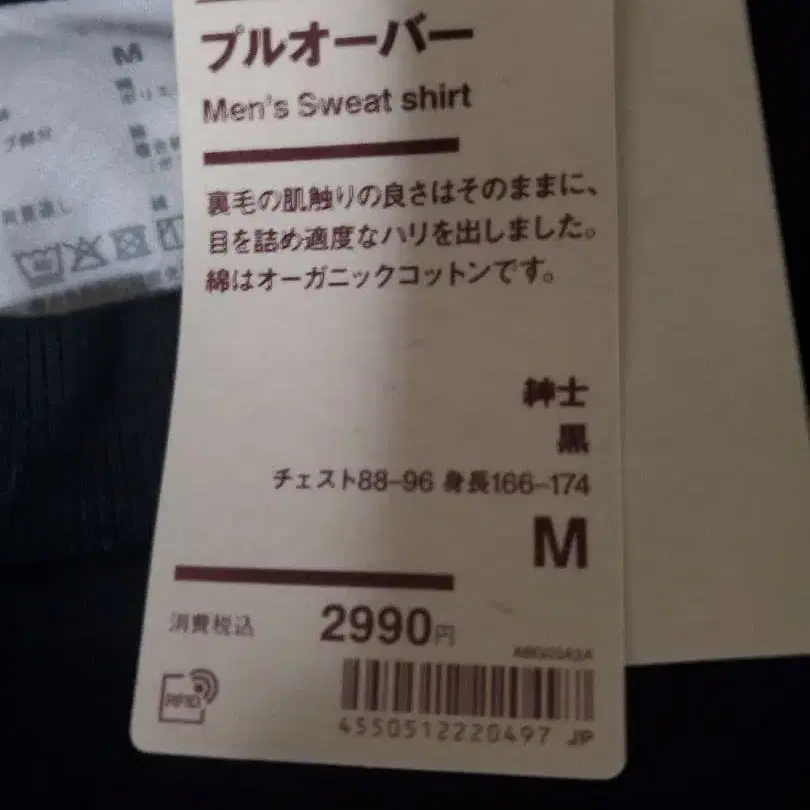 プルオーバー
Men's Sweat shirt
裏毛の肌触りの良さはそのままに、
目を詰め適度なハリを出しました。
綿はオーガニックコットンです。
紳士
黒
チェスト88-96 身長166-174
M
消費税込 2990円
RFID
4550512220497 JP
M
綿
綿
綿